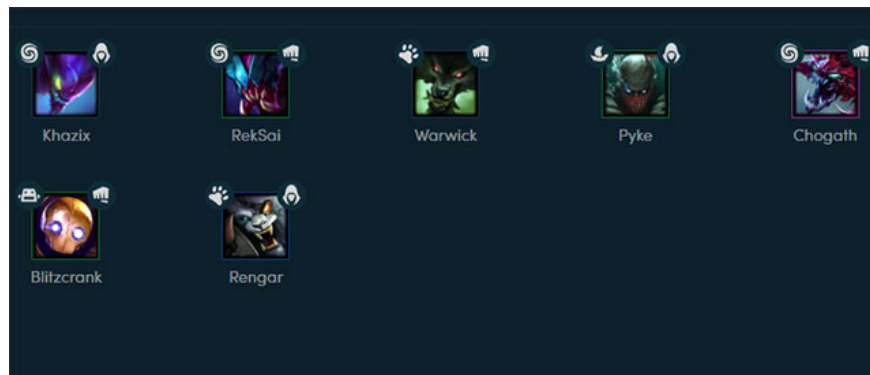 Khazix
RekSai
Warwick
Pyke
Chogath
Blitzcrank
Rengar